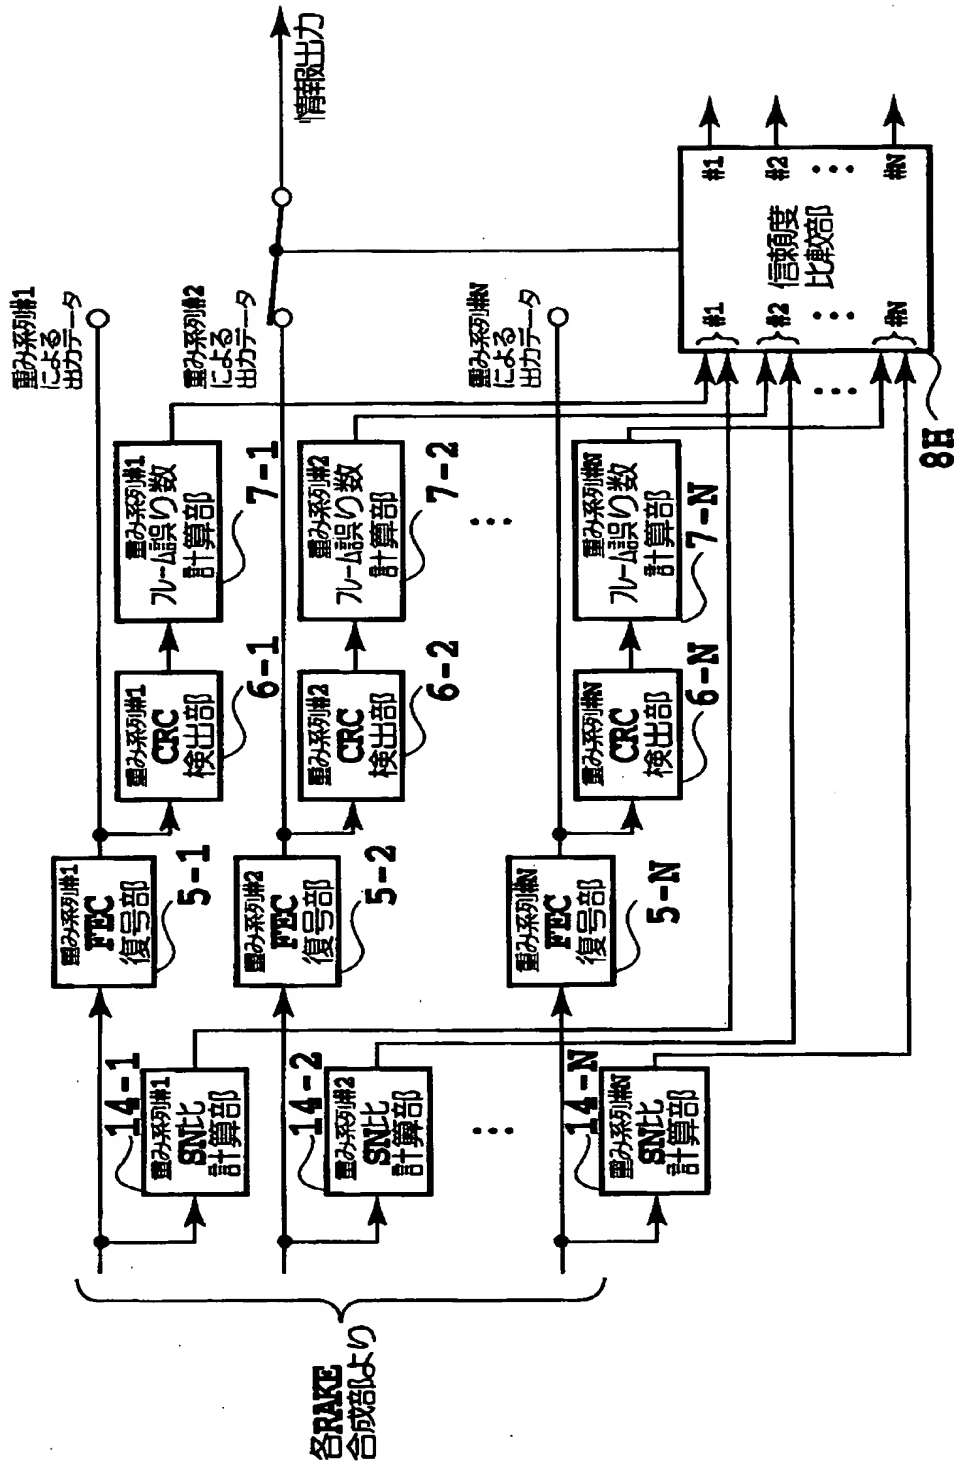 各RAKE
合成部より
14-1
重み系列#1
SN比
計算部
重み系列#1
FEC
復号部
5-1
重み系列#1
CRC
検出部
6-1
重み系列#1
フレーム誤り数
計算部
7-1
重み系列#1
による
出力データ
14-2
重み系列#2
SN比
計算部
重み系列#2
FEC
復号部
5-2
重み系列#2
CRC
検出部
6-2
重み系列#2
フレーム誤り数
計算部
7-2
重み系列#2
による
出力データ
情報出力
14-N
重み系列#N
SN比
計算部
重み系列#N
FEC
復号部
5-N
重み系列#N
CRC
検出部
6-N
重み系列#N
フレーム誤り数
計算部
7-N
重み系列#N
による
出力データ
#1
#2
#N
信頼度
比較部
#1
#2
#N
8H